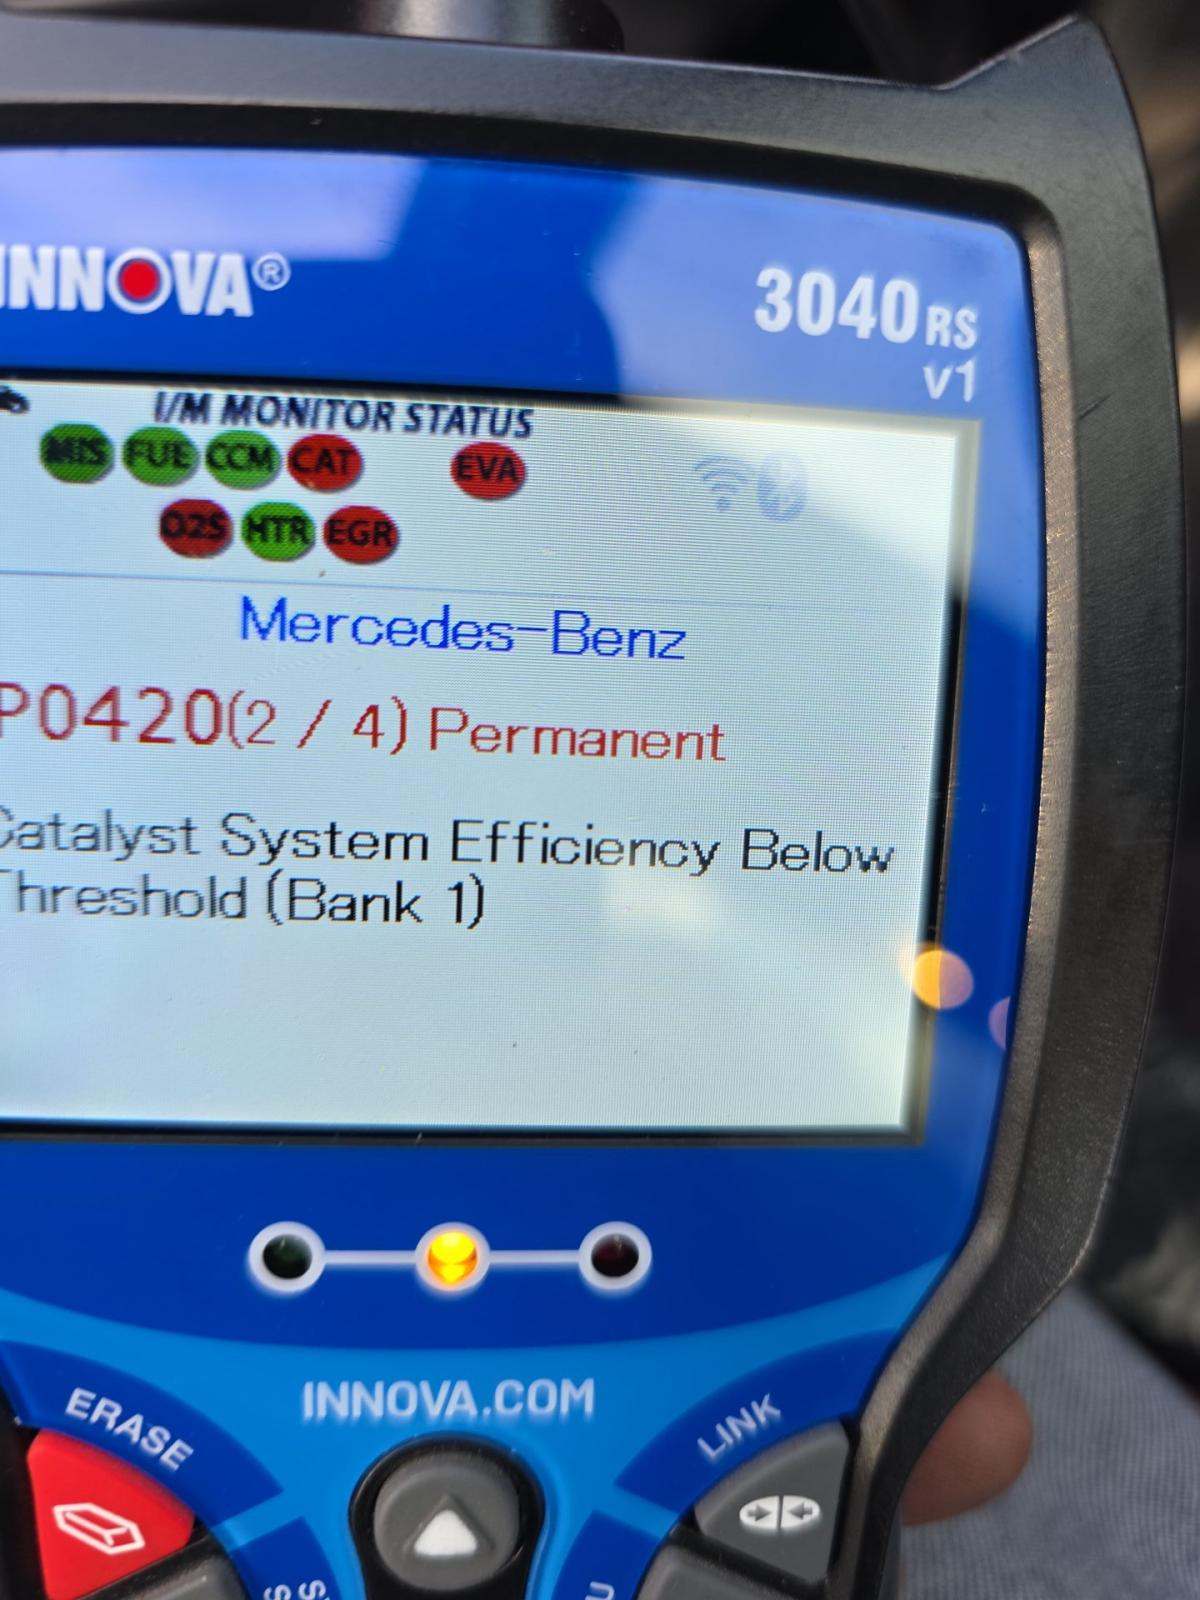 INNOVA®
3040RS
v1
I/M MONITOR STATUS
MIS FUE CCM CAT EVA
O2S HTR EGR
Mercedes-Benz
P0420(2 / 4) Permanent
Catalyst System Efficiency Below
Threshold (Bank 1)
INNOVA.COM
ERASE
LINK